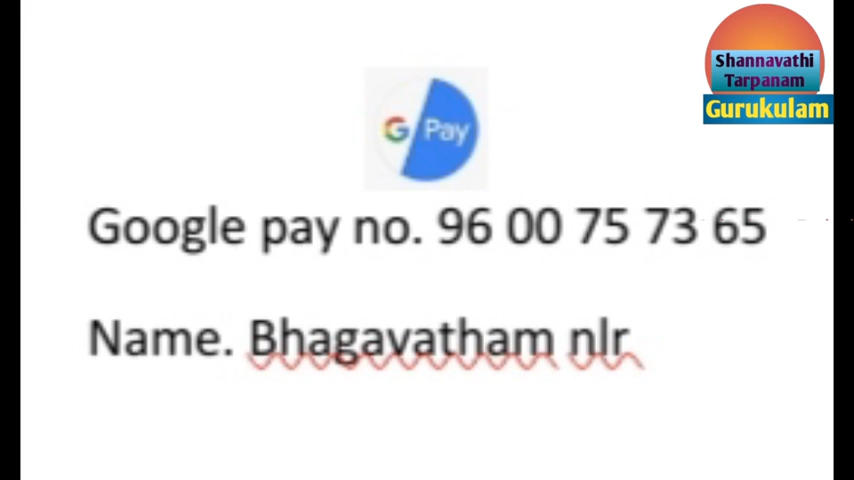 Shannavathi
Tarpanam
Gurukulam
G Pay
Google pay no. 96 00 75 73 65
Name. Bhagavatham nlr